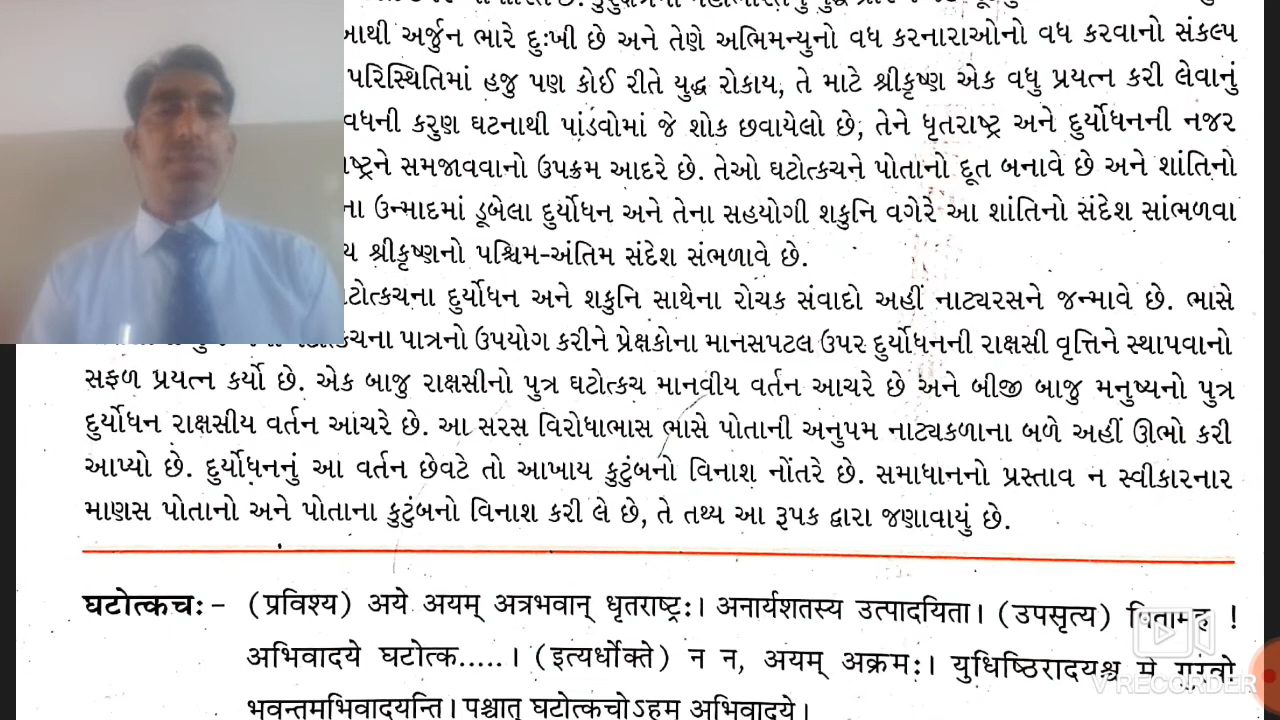 આથી અર્જુન ભારે દુઃખી છે અને તેણે અભિમન્યુનો વધ કરનારાઓનો વધ કરવાનો સંકલ્પ
પરિસ્થિતિમાં હજુ પણ કોઈ રીતે યુદ્ધ રોકાય, તે માટે શ્રીકૃષ્ણ એક વધુ પ્રયત્ન કરી લેવાનું
વધની કરુણ ઘટનાથી પાંડવોમાં જે શોક છવાયેલો છે, તેને ધૃતરાષ્ટ્ર અને દુર્યોધનની નજર
ષ્ટ્રને સમજાવવાનો ઉપક્રમ આદરે છે. તેઓ ઘટોત્કચને પોતાનો દૂત બનાવે છે અને શાંતિનો
ના ઉન્માદમાં ડૂબેલા દુર્યોધન અને તેના સહયોગી શકુનિ વગેરે આ શાંતિનો સંદેશ સાંભળવા
ય શ્રીકૃષ્ણનો પશ્ચિમ-અંતિમ સંદેશ સંભળાવે છે.
ટોત્કચના દુર્યોધન અને શકુનિ સાથેના રોચક સંવાદો અહીં નાટ્યરસને જન્માવે છે. ભાસે
કચના પાત્રનો ઉપયોગ કરીને પ્રેક્ષકોના માનસપટલ ઉપર દુર્યોધનની રાક્ષસી વૃત્તિને સ્થાપવાનો
સફળ પ્રયત્ન કર્યો છે. એક બાજુ રાક્ષસીનો પુત્ર ઘટોત્કચ માનવીય વર્તન આચરે છે અને બીજી બાજુ મનુષ્યનો પુત્ર
દુર્યોધન રાક્ષસીય વર્તન આચરે છે. આ સરસ વિરોધાભાસ ભાસે પોતાની અનુપમ નાટ્યકળાના બળે અહીં ઊભો કરી
આપ્યો છે. દુર્યોધનનું આ વર્તન છેવટે તો આખાય કુટુંબનો વિનાશ નોંતરે છે. સમાધાનનો પ્રસ્તાવ ન સ્વીકારનાર
માણસ પોતાનો અને પોતાના કુટુંબનો વિનાશ કરી લે છે, તે તથ્ય આ રૂપક દ્વારા જણાવાયું છે.
घटोत्कचः - (प्रविश्य) अये अयम् अत्रभवान् धृतराष्ट्रः। अनार्यशतस्य उत्पादयिता। (उपसृत्य) पितामह !
अभिवादये घटोत्क.....। (इत्यर्धोक्ते) न न, अयम् अक्रमः। युधिष्ठिरादयश्च मे गुरवो
भवन्तमभिवादयन्ति। पश्चात् घटोत्कचोऽहम् अभिवादये।
V RECORDER